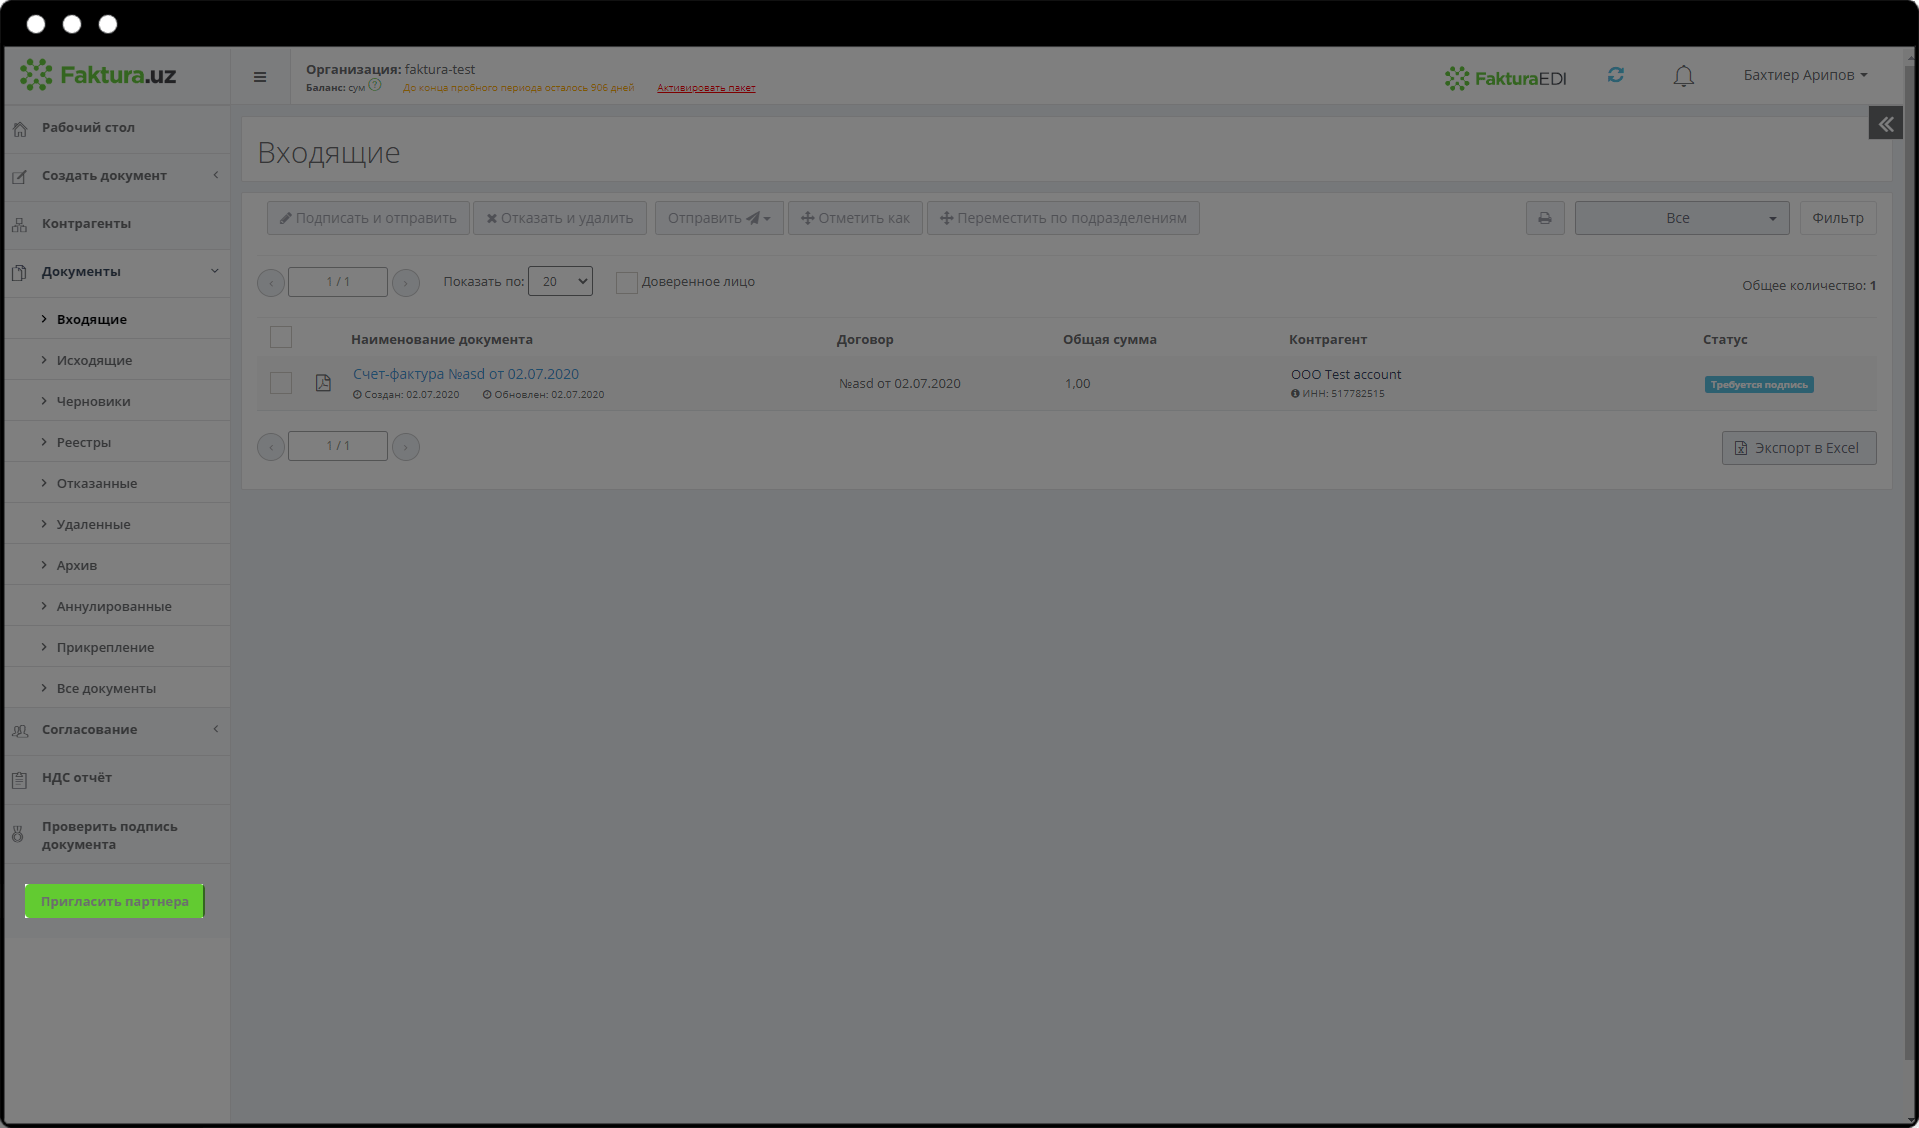 Faktura.uz
Организация: faktura-test
Баланс: сум ? До конца пробного периода осталось 906 дней Активировать пакет
FakturaEDI
Бахтиер Арипов
Рабочий стол
Создать документ
Контрагенты
Документы
Входящие
Исходящие
Черновики
Реестры
Отказанные
Удаленные
Архив
Аннулированные
Прикрепление
Все документы
Согласование
НДС отчёт
Проверить подпись
документа
Пригласить партнера
Входящие
Подписать и отправить Отказать и удалить Отправить Отметить как Переместить по подразделениям Все Фильтр
1 / 1 Показать по: 20 Доверенное лицо Общее количество: 1
Наименование документа Договор Общая сумма Контрагент Статус
Счет-фактура №asd от 02.07.2020 №asd от 02.07.2020 1,00 ООО Test account Требуется подпись
Создан: 02.07.2020 Обновлен: 02.07.2020 ИНН: 517782515
1 / 1 Экспорт в Excel